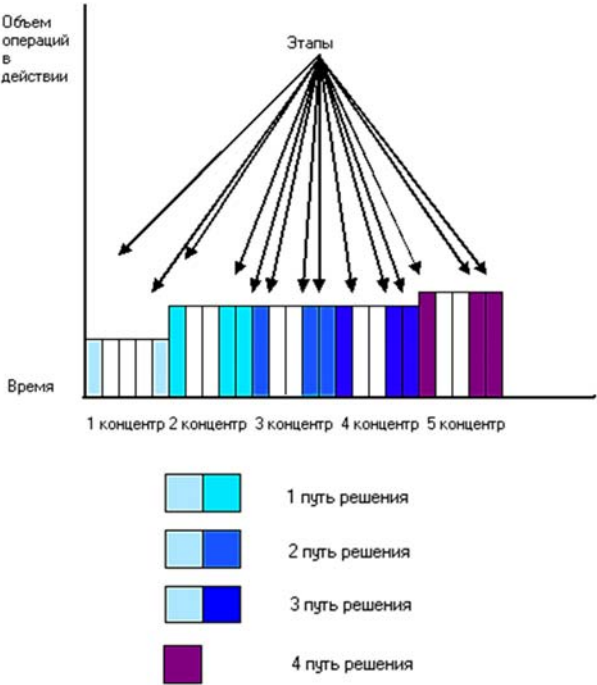 Объем
операций
в
действии
Этапы
Время
1 концентр 2 концентр 3 концентр 4 концентр 5 концентр
1 путь решения
2 путь решения
3 путь решения
4 путь решения